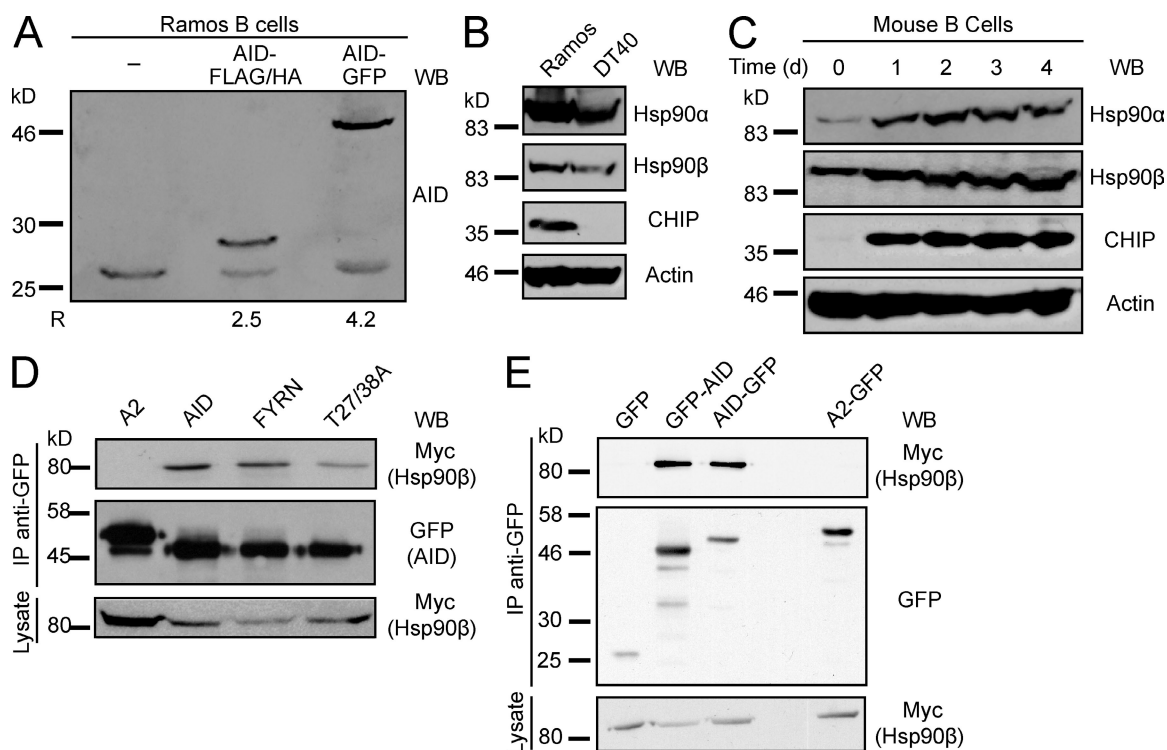 A
Ramos B cells
–
AID-
FLAG/HA
AID-
GFP
WB
kD
46
30
25
AID
R
2.5
4.2
B
Ramos
DT40
WB
kD
83
Hsp90α
83
Hsp90β
35
CHIP
46
Actin
C
Mouse B Cells
Time (d)
0
1
2
3
4
WB
kD
83
Hsp90α
83
Hsp90β
35
CHIP
46
Actin
D
A2
AID
FYRN
T27/38A
WB
kD
IP anti-GFP
80
Myc
(Hsp90β)
58
45
GFP
(AID)
Lysate
80
Myc
(Hsp90β)
E
GFP
GFP-AID
AID-GFP
A2-GFP
WB
kD
IP anti-GFP
80
Myc
(Hsp90β)
58
46
30
25
GFP
Lysate
80
Myc
(Hsp90β)